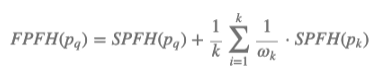 FPFH(p_q) = SPFH(p_q) + \frac{1}{k} \sum_{i=1}^{k} \frac{1}{\omega_k} \cdot SPFH(p_k)